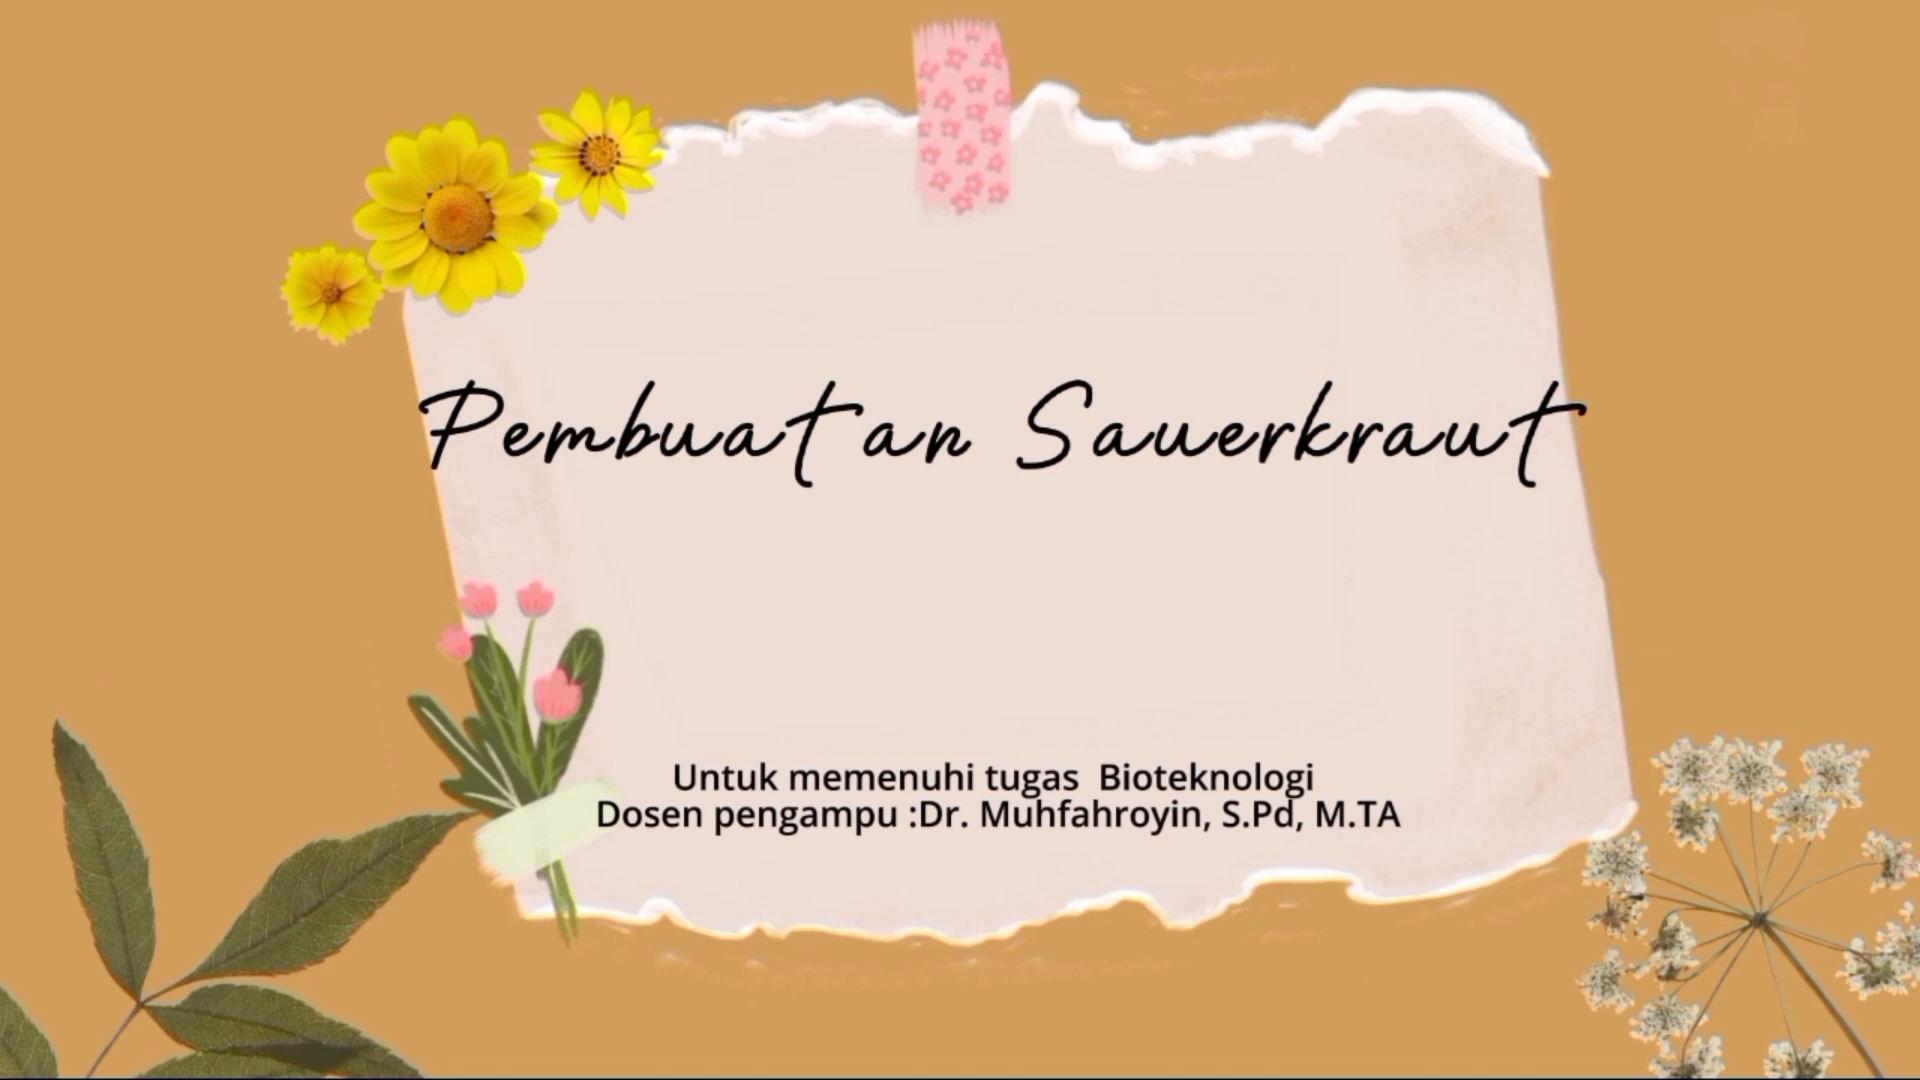 Pembuatan Sauerkraut
Untuk memenuhi tugas  Bioteknologi
Dosen pengampu :Dr. Muhfahroyin, S.Pd, M.TA